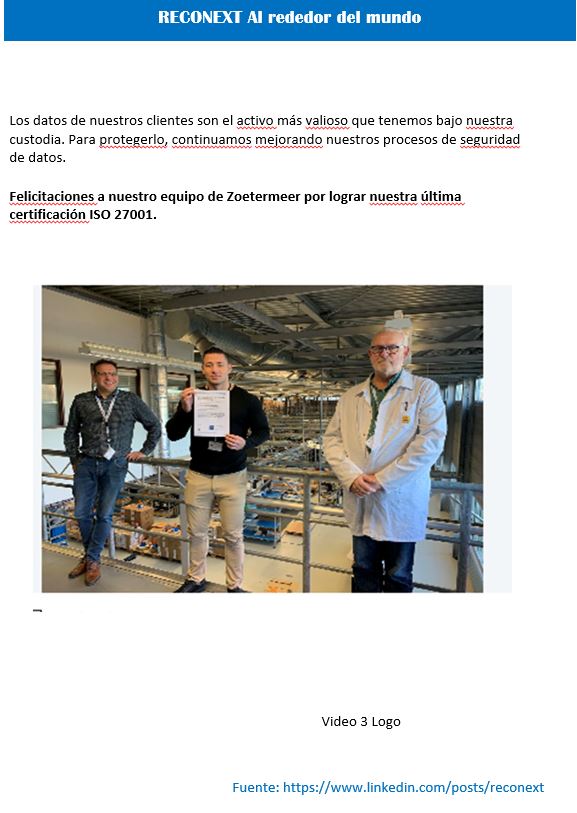 RECONEXT Al rededor del mundo
Los datos de nuestros clientes son el activo más valioso que tenemos bajo nuestra
custodia. Para protegerlo, continuamos mejorando nuestros procesos de seguridad
de datos.
Felicitaciones a nuestro equipo de Zoetermeer por lograr nuestra última
certificación ISO 27001.
Video 3 Logo
Fuente: https://www.linkedin.com/posts/reconext